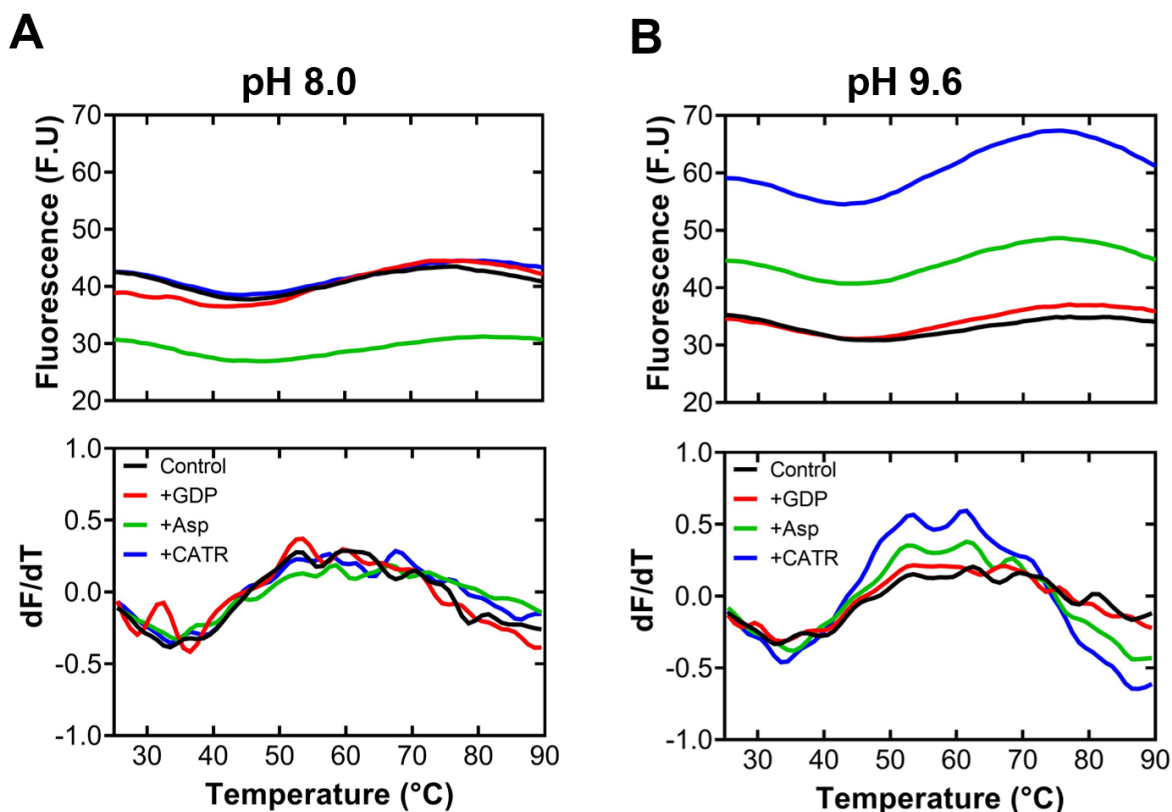 A
pH 8.0
Fluorescence (F.U)
70
60
50
40
30
20
dF/dT
1.0
0.5
0.0
-0.5
-1.0
Control
+GDP
+Asp
+CATR
30 40 50 60 70 80 90
Temperature (°C)
B
pH 9.6
Fluorescence (F.U)
70
60
50
40
30
20
dF/dT
1.0
0.5
0.0
-0.5
-1.0
Control
+GDP
+Asp
+CATR
30 40 50 60 70 80 90
Temperature (°C)